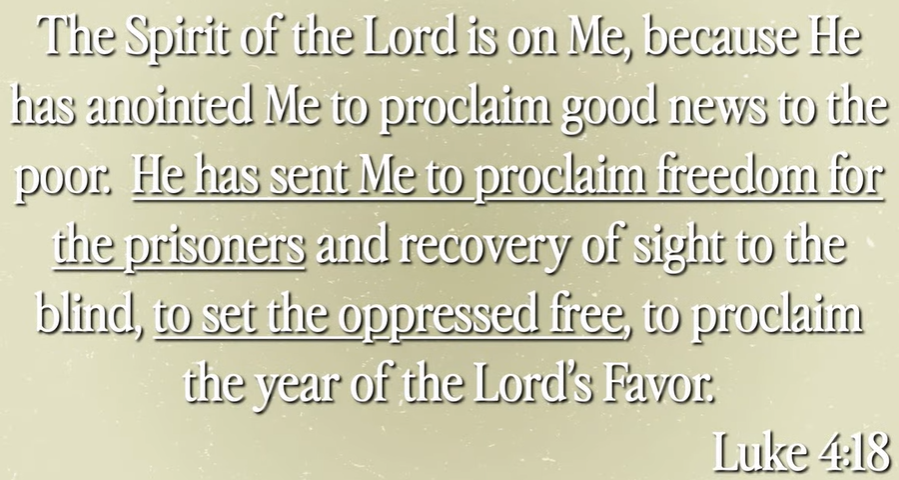 The Spirit of the Lord is on Me, because He
has anointed Me to proclaim good news to the
poor.  He has sent Me to proclaim freedom for
the prisoners and recovery of sight to the
blind, to set the oppressed free, to proclaim
the year of the Lord’s Favor.
Luke 4:18